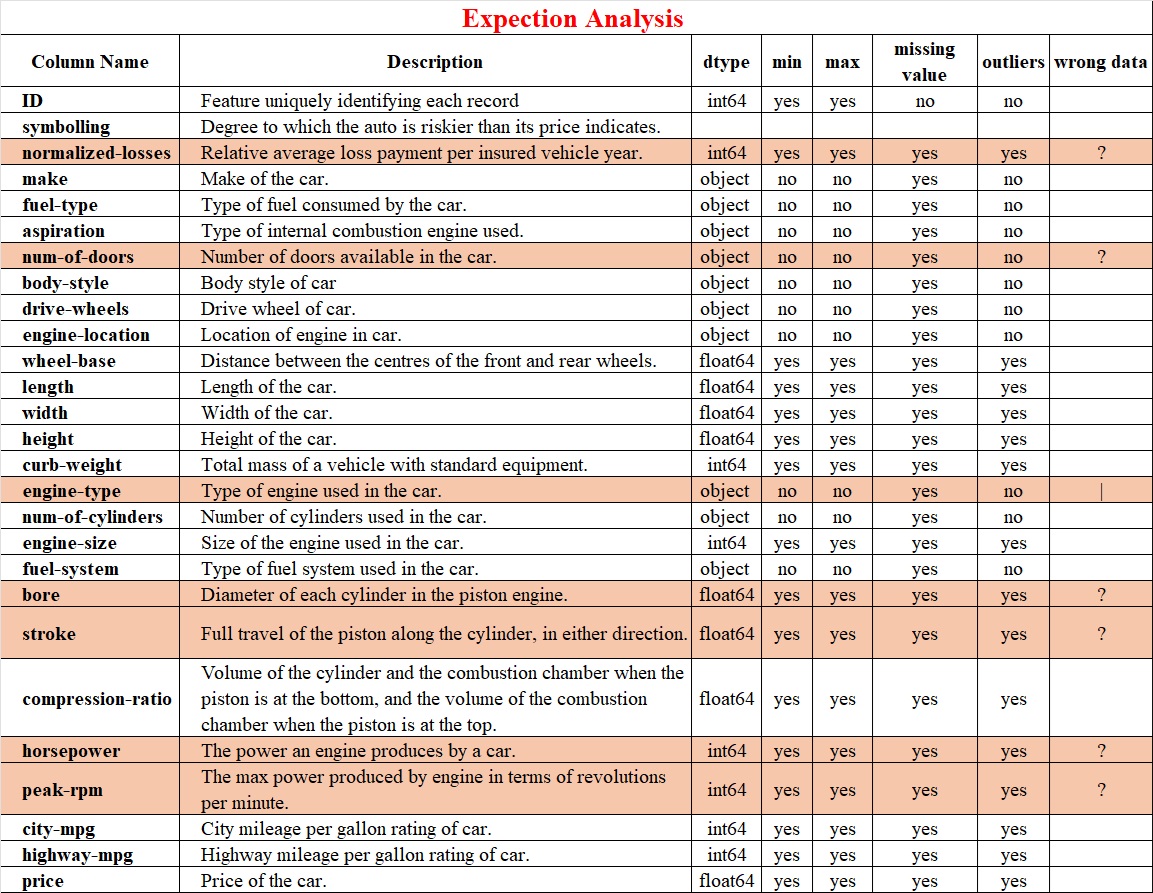 Expection Analysis
Column Name Description dtype min max missing value outliers wrong data
ID Feature uniquely identifying each record int64 yes yes no no
symbolling Degree to which the auto is riskier than its price indicates.
normalized-losses Relative average loss payment per insured vehicle year. int64 yes yes yes yes ?
make Make of the car. object no no yes no
fuel-type Type of fuel consumed by the car. object no no yes no
aspiration Type of internal combustion engine used. object no no yes no
num-of-doors Number of doors available in the car. object no no yes no ?
body-style Body style of car object no no yes no
drive-wheels Drive wheel of car. object no no yes no
engine-location Location of engine in car. object no no yes no
wheel-base Distance between the centres of the front and rear wheels. float64 yes yes yes yes
length Length of the car. float64 yes yes yes yes
width Width of the car. float64 yes yes yes yes
height Height of the car. float64 yes yes yes yes
curb-weight Total mass of a vehicle with standard equipment. int64 yes yes yes yes
engine-type Type of engine used in the car. object no no yes no |
num-of-cylinders Number of cylinders used in the car. object no no yes no
engine-size Size of the engine used in the car. int64 yes yes yes yes
fuel-system Type of fuel system used in the car. object no no yes no
bore Diameter of each cylinder in the piston engine. float64 yes yes yes yes ?
stroke Full travel of the piston along the cylinder, in either direction. float64 yes yes yes yes ?
Volume of the cylinder and the combustion chamber when the
compression-ratio piston is at the bottom, and the volume of the combustion float64 yes yes yes yes
chamber when the piston is at the top.
horsepower The power an engine produces by a car. int64 yes yes yes yes ?
peak-rpm The max power produced by engine in terms of revolutions
per minute. int64 yes yes yes yes ?
city-mpg City mileage per gallon rating of car. int64 yes yes yes yes
highway-mpg Highway mileage per gallon rating of car. int64 yes yes yes yes
price Price of the car. float64 yes yes yes yes